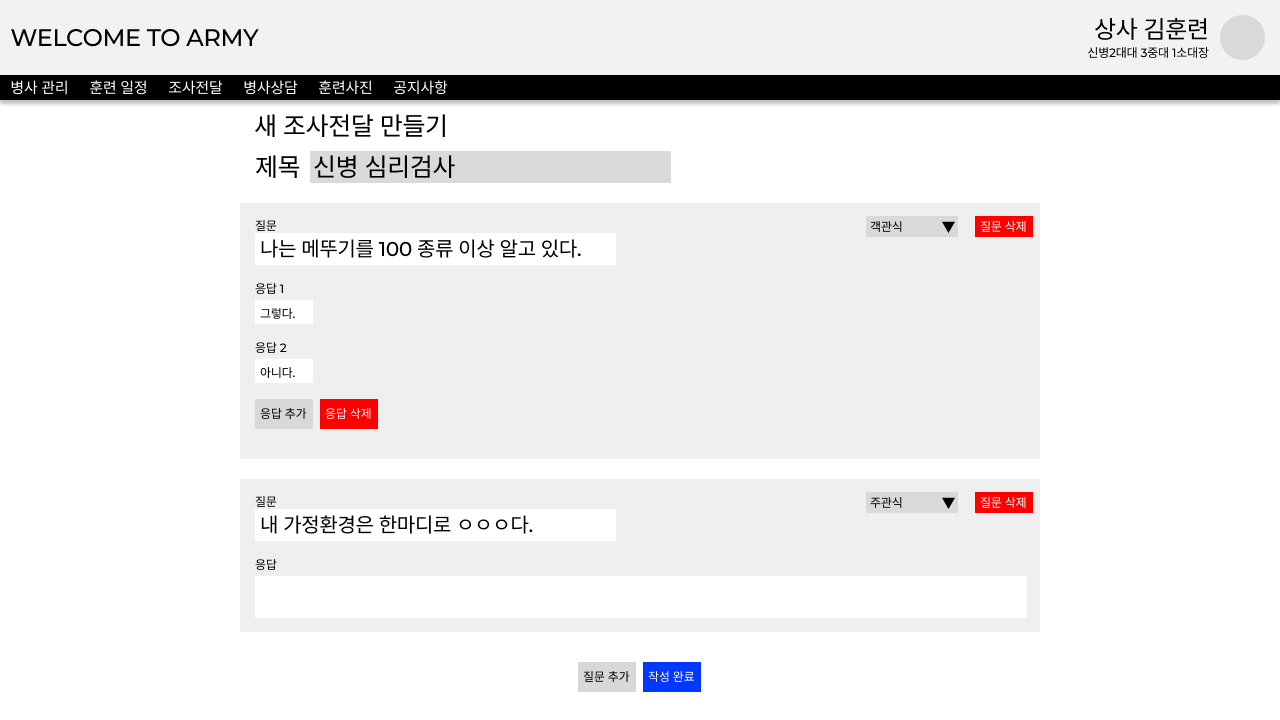 WELCOME TO ARMY
상사 김훈련
신병2대대 3중대 1소대장
병사 관리 훈련 일정 조사전달 병사상담 훈련사진 공지사항
새 조사전달 만들기
제목 신병 심리검사
질문 객관식 ▼ 질문 삭제
나는 메뚜기를 100 종류 이상 알고 있다.
응답 1
그렇다.
응답 2
아니다.
응답 추가 응답 삭제
질문 주관식 ▼ 질문 삭제
내 가정환경은 한마디로 ㅇㅇㅇ다.
응답
질문 추가 작성 완료